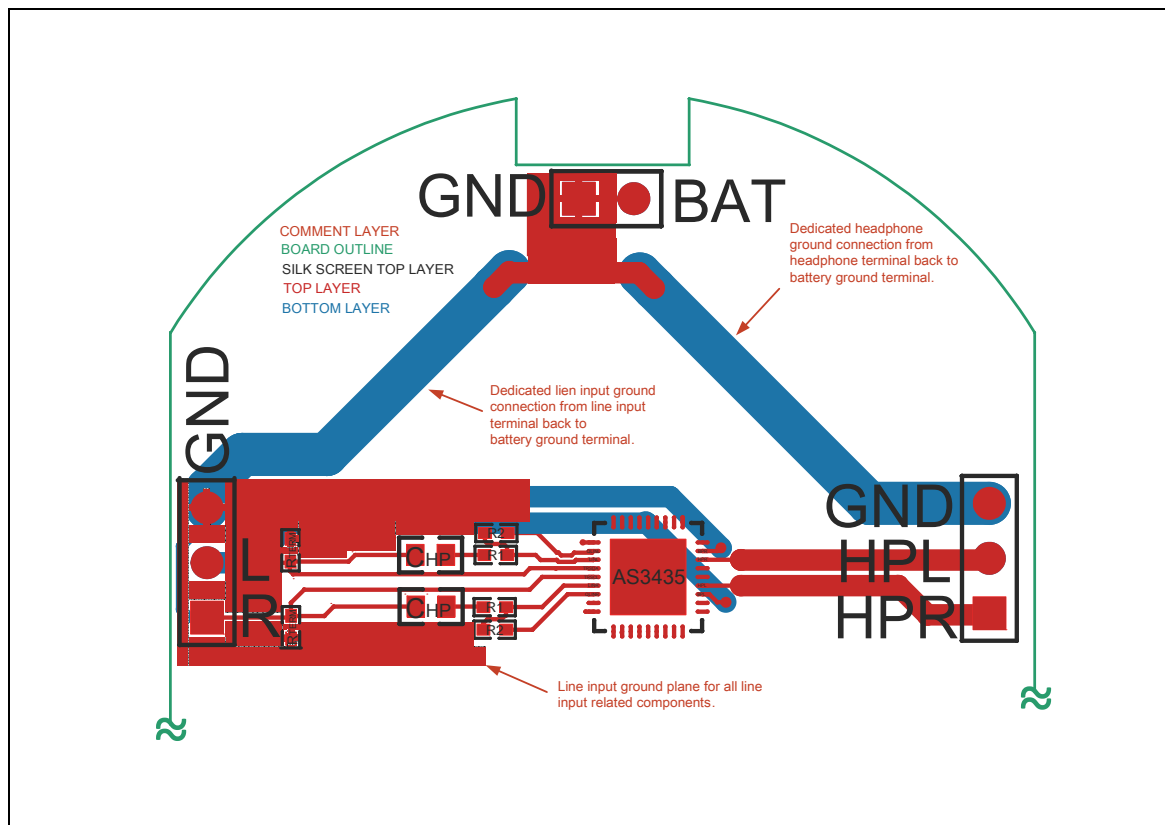 GND
BAT
COMMENT LAYER
BOARD OUTLINE
SILK SCREEN TOP LAYER
TOP LAYER
BOTTOM LAYER
Dedicated headphone
ground connection from
headphone terminal back to
battery ground terminal.
Dedicated lien input ground
connection from line input
terminal back to
battery ground terminal.
GND
L
R
CHP
CHP
R2
R1
R1
R2
AS3435
GND
HPL
HPR
Line input ground plane for all line
input related components.